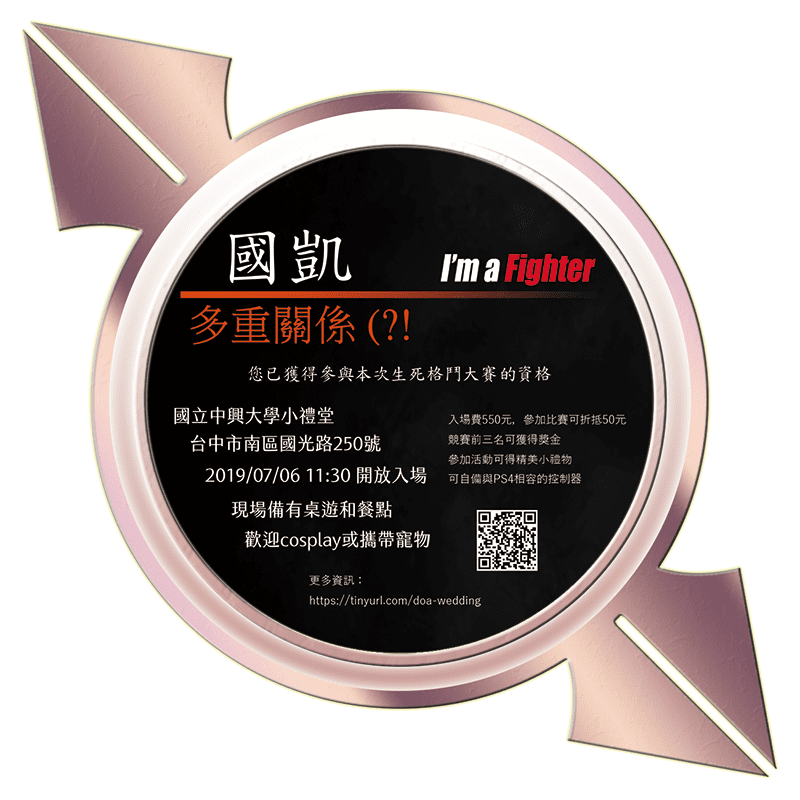 國凱
I'm a Fighter
多重關係 (?!
您已獲得參與本次生死格鬥大賽的資格
國立中興大學小禮堂
台中市南區國光路250號
2019/07/06 11:30 開放入場
現場備有桌遊和餐點
歡迎cosplay或攜帶寵物
入場費550元，參加比賽可折抵50元
競賽前三名可獲得獎金
參加活動可得精美小禮物
可自備與PS4相容的控制器
更多資訊：
https://tinyurl.com/doa-wedding